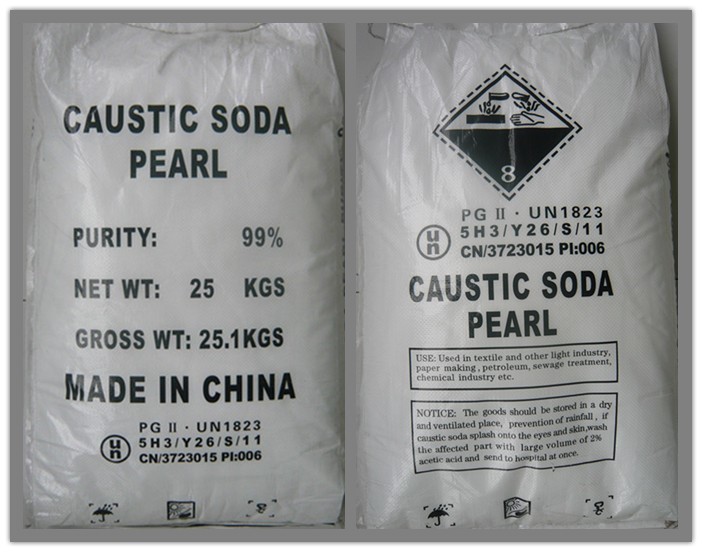 CAUSTIC SODA
PEARL
PURITY: 99%
NET WT: 25 KGS
GROSS WT: 25.1KGS
MADE IN CHINA
PG II · UN1823
un
5H3/Y26/S/11
CN/3723015 PI:006
8
8
PG II · UN1823
un
5H3/Y26/S/11
CN/3723015 PI:006
CAUSTIC SODA
PEARL
USE: Used in textile and other light industry,
paper making, petroleum, sewage treatment,
chemical industry etc.
NOTICE: The goods should be stored in a dry
and ventilated place, prevention of rainfall, if
caustic soda splash onto the eyes and skin,wash
the affected part with large volume of 2%
acetic acid and send to hospital at once.
8